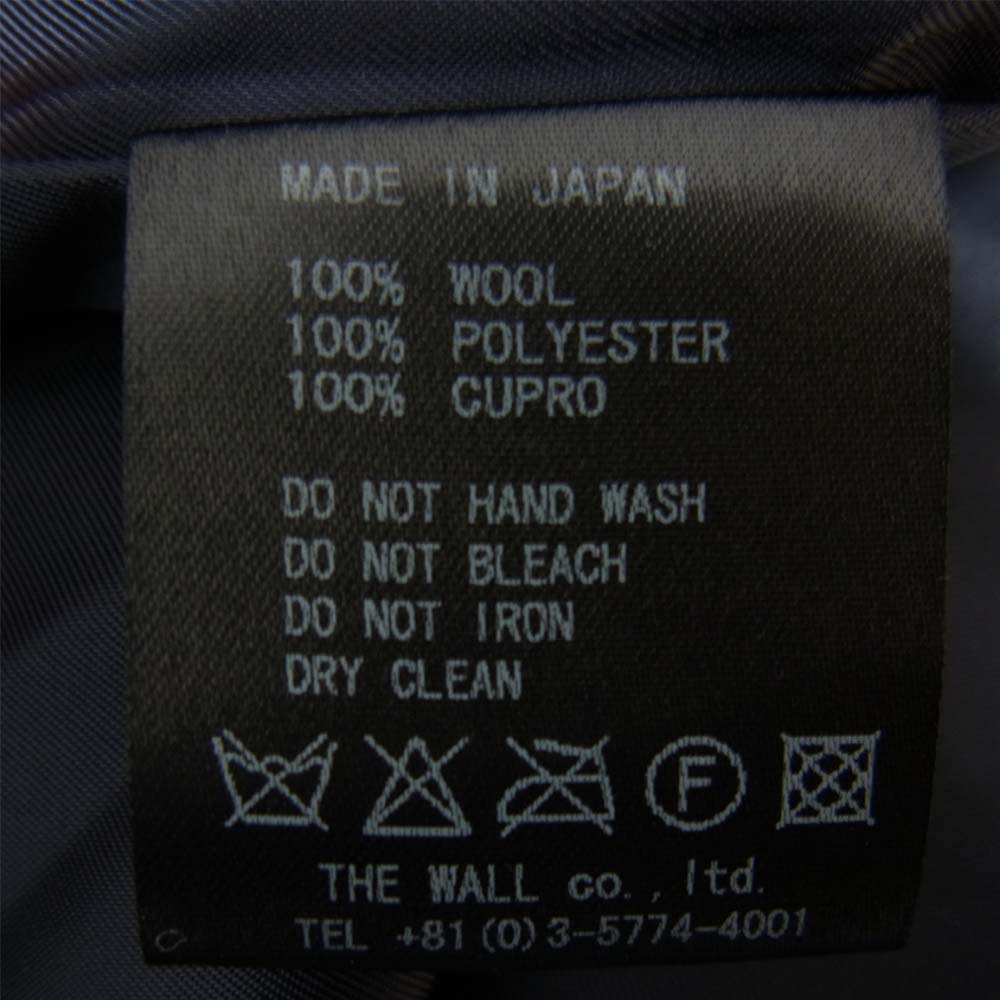 MADE IN JAPAN
100% WOOL
100% POLYESTER
100% CUPRO
DO NOT HAND WASH
DO NOT BLEACH
DO NOT IRON
DRY CLEAN
F
THE WALL co., ltd.
TEL +81(0)3-5774-4001